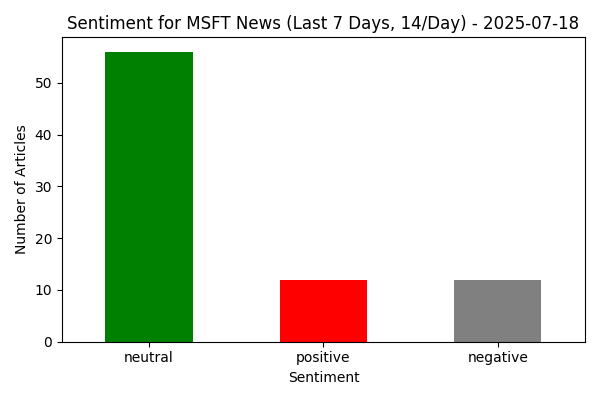 Sentiment for MSFT News (Last 7 Days, 14/Day) - 2025-07-18
Number of Articles
50
40
30
20
10
0
neutral
positive
negative
Sentiment